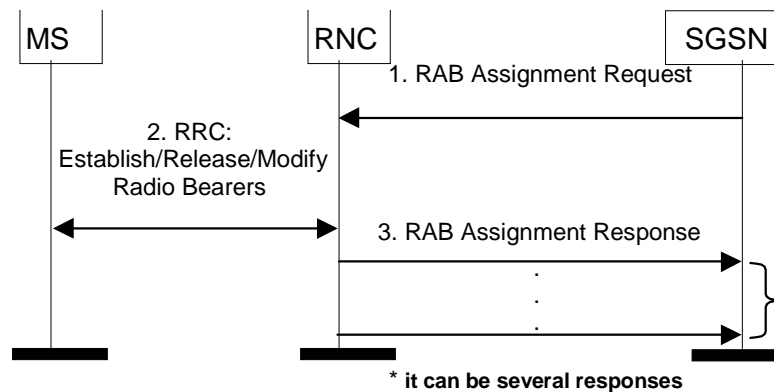 MS
RNC
SGSN
1. RAB Assignment Request
2. RRC:
Establish/Release/Modify
Radio Bearers
3. RAB Assignment Response
* it can be several responses